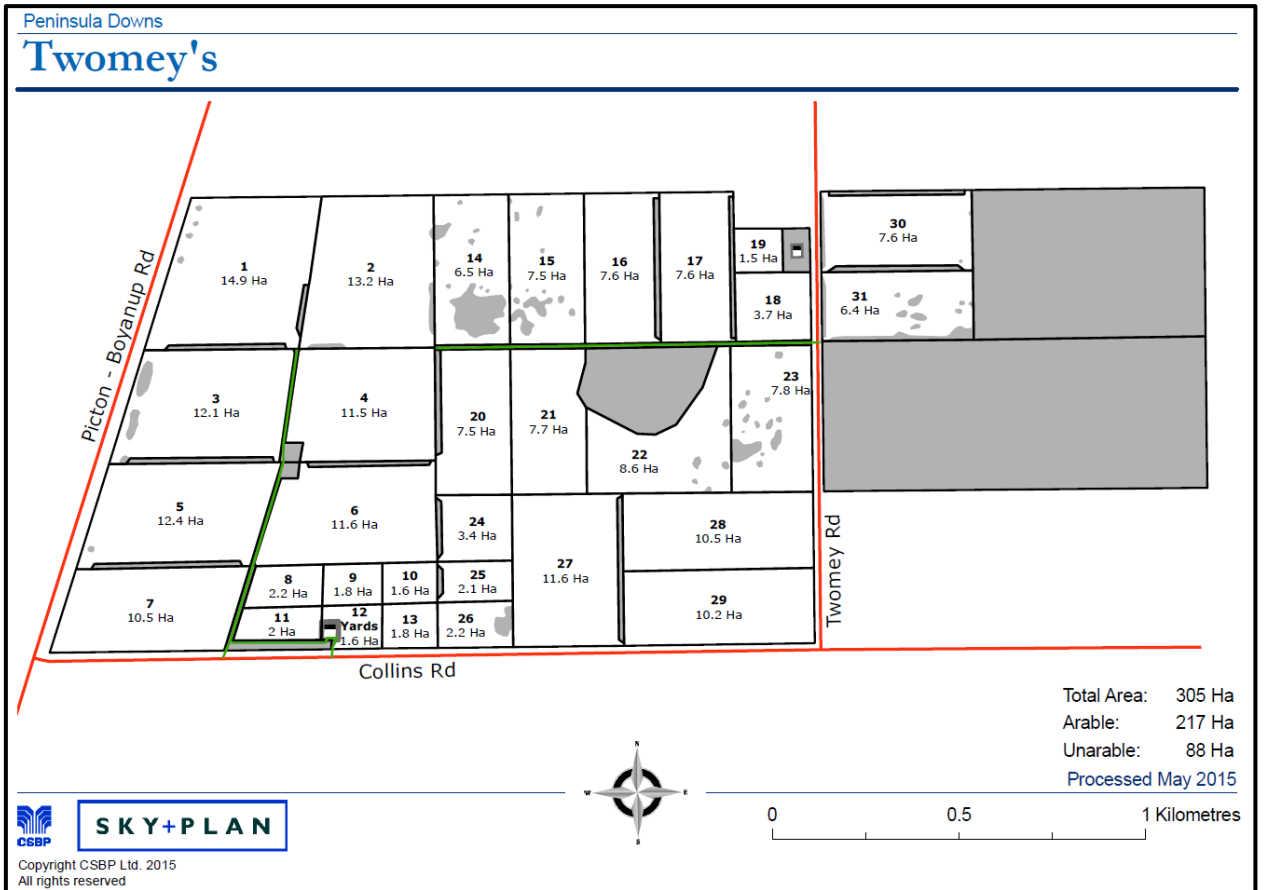 Peninsula Downs
Twomey's
Picton - Boyanup Rd
1
14.9 Ha
2
13.2 Ha
14
6.5 Ha
15
7.5 Ha
16
7.6 Ha
17
7.6 Ha
19
1.5 Ha
18
3.7 Ha
30
7.6 Ha
31
6.4 Ha
3
12.1 Ha
4
11.5 Ha
20
7.5 Ha
21
7.7 Ha
22
8.6 Ha
23
7.8 Ha
5
12.4 Ha
6
11.6 Ha
24
3.4 Ha
27
11.6 Ha
28
10.5 Ha
7
10.5 Ha
8
2.2 Ha
9
1.8 Ha
10
1.6 Ha
25
2.1 Ha
29
10.2 Ha
11
2 Ha
12
Yards
1.6 Ha
13
1.8 Ha
26
2.2 Ha
Twomey Rd
Collins Rd
Total Area: 305 Ha
Arable: 217 Ha
Unarable: 88 Ha
Processed May 2015
N
W
E
S
0 0.5 1 Kilometres
CSBP
SKY+PLAN
Copyright CSBP Ltd. 2015
All rights reserved